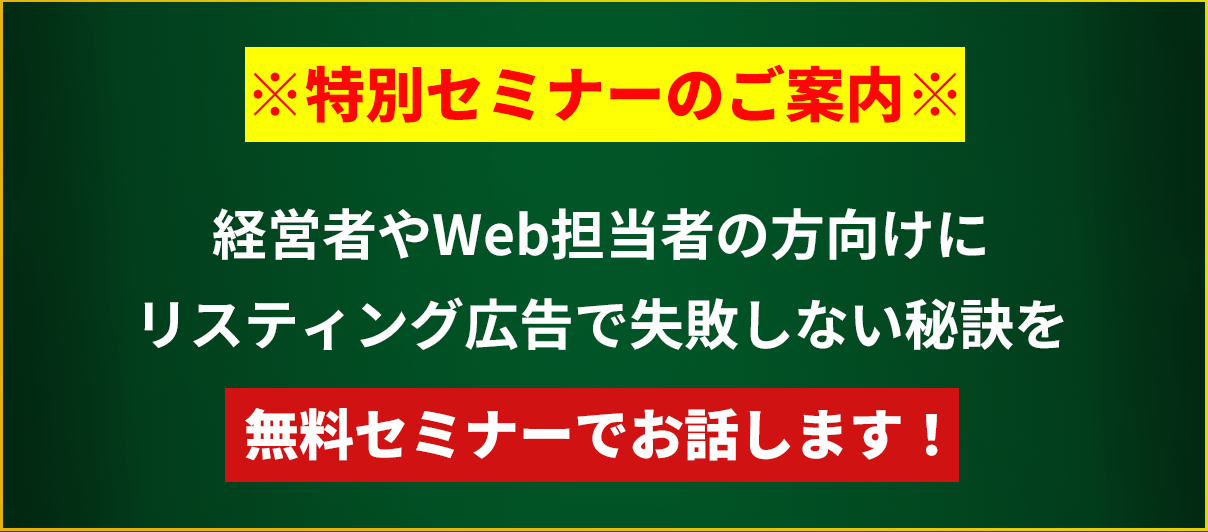 ※特別セミナーのご案内※
経営者やWeb担当者の方向けに
リスティング広告で失敗しない秘訣を
無料セミナーでお話します！